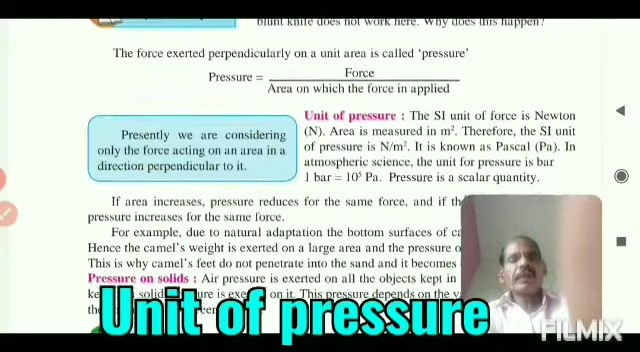 blunt knife does not work here. Why does this happen?
The force exerted perpendicularly on a unit area is called 'pressure'
Pressure = Force
Area on which the force in applied
Unit of pressure : The SI unit of force is Newton
(N). Area is measured in m². Therefore, the SI unit
of pressure is N/m². It is known as Pascal (Pa). In
atmospheric science, the unit for pressure is bar
1 bar = 10⁵ Pa. Pressure is a scalar quantity.
Presently we are considering
only the force acting on an area in a
direction perpendicular to it.
If area increases, pressure reduces for the same force, and if th
pressure increases for the same force.
For example, due to natural adaptation the bottom surfaces of ca
Hence the camel's weight is exerted on a large area and the pressure o
This is why camel's feet do not penetrate into the sand and it becomes
Pressure on solids : Air pressure is exerted on all the objects kept in
solid is exerted on it. This pressure depends on the
Unit of pressure
FILMIX